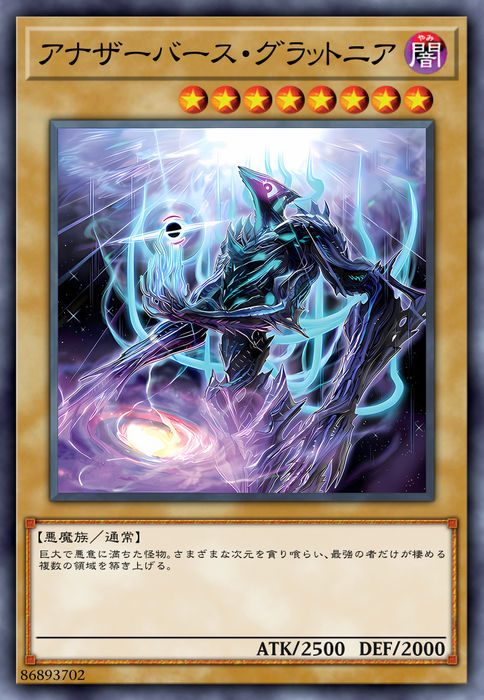 アナザーバース・グラットニア
やみ
闇
【悪魔族／通常】
巨大で悪意に満ちた怪物。さまざまな次元を貪り喰らい、最強の者だけが棲める
複数の領域を築き上げる。
ATK/2500 DEF/2000
86893702